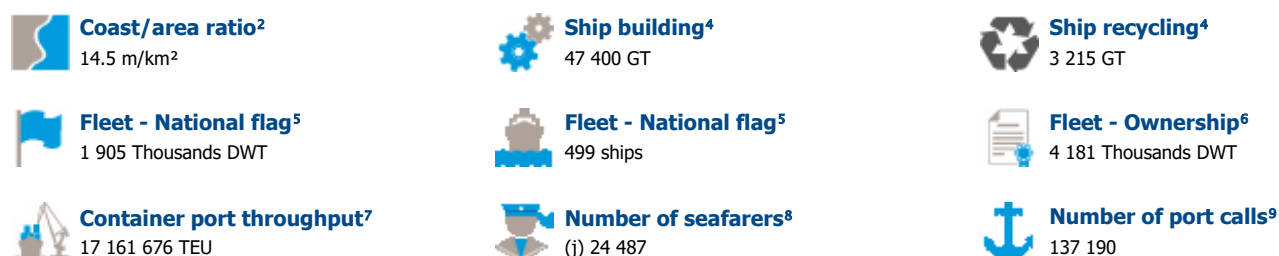 Coast/area ratio²
14.5 m/km²
Ship building⁴
47 400 GT
Ship recycling⁴
3 215 GT
Fleet - National flag⁵
1 905 Thousands DWT
Fleet - National flag⁵
499 ships
Fleet - Ownership⁶
4 181 Thousands DWT
Container port throughput⁷
17 161 676 TEU
Number of seafarers⁸
(j) 24 487
Number of port calls⁹
137 190